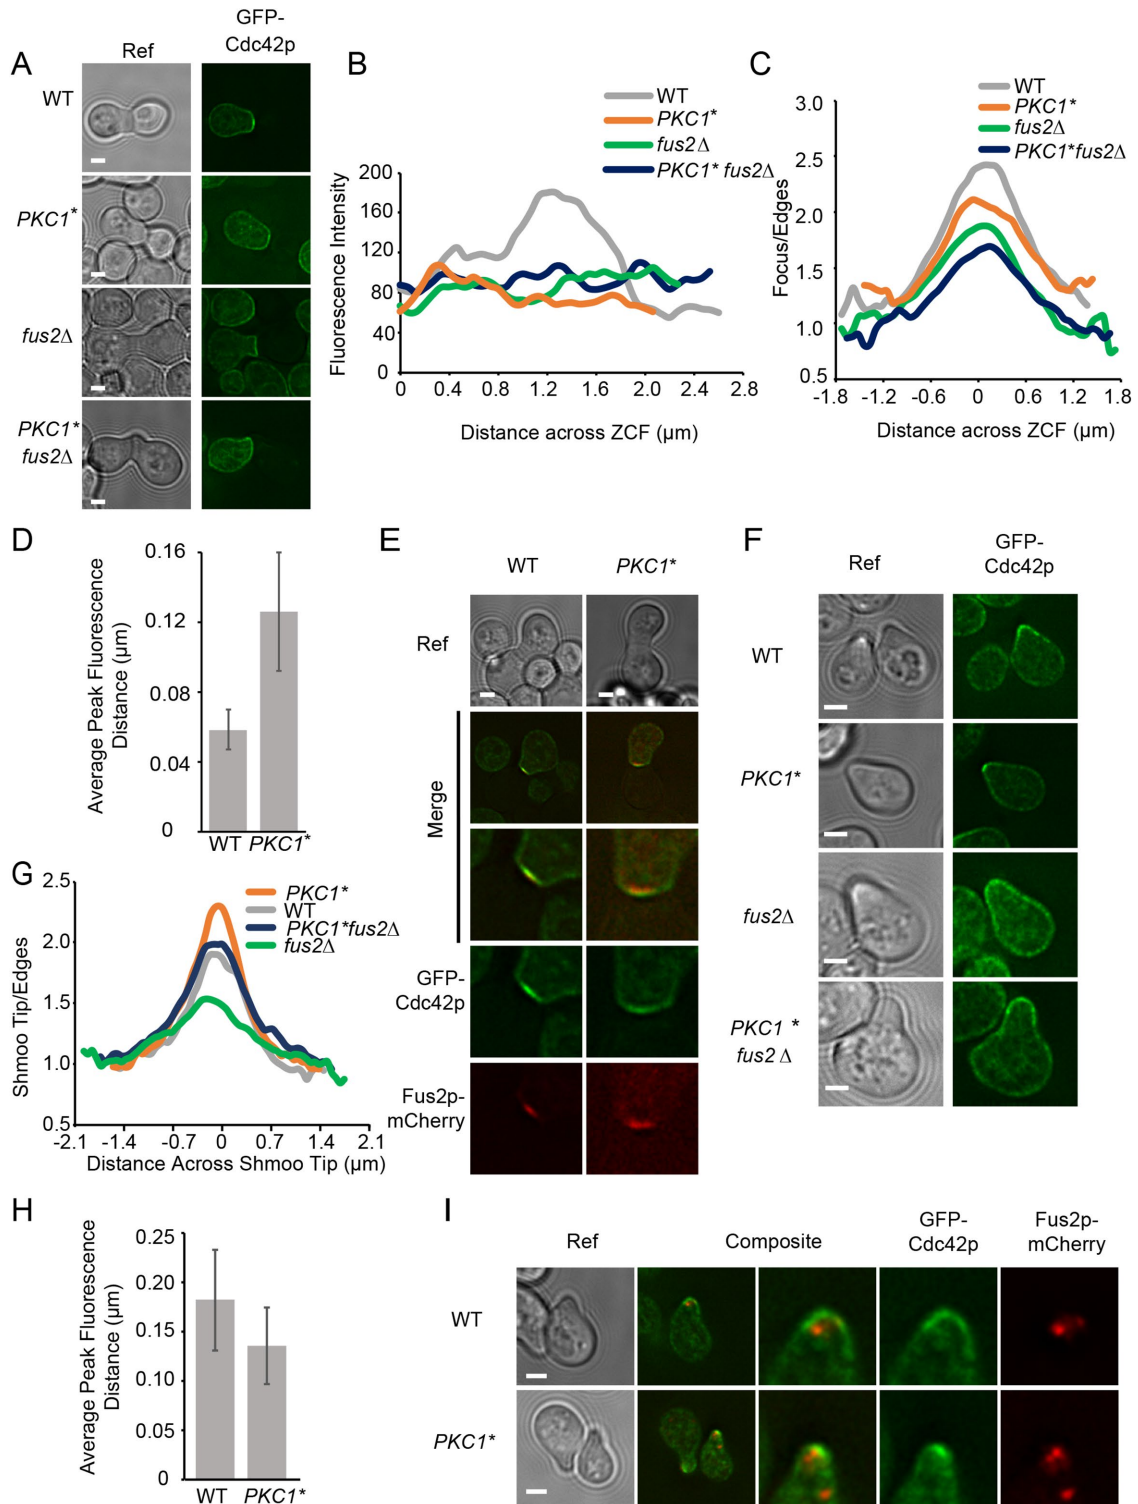 A
Ref
GFP-
Cdc42p
WT
PKC1*
fus2Δ
PKC1*
fus2Δ
B
WT
PKC1*
fus2Δ
PKC1* fus2Δ
200
160
120
80
40
0
Fluorescence Intensity
0 0.4 0.8 1.2 1.6 2.0 2.4 2.8
Distance across ZCF (µm)
C
WT
PKC1*
fus2Δ
PKC1*fus2Δ
3.0
2.5
2.0
1.5
1.0
0.5
Focus/Edges
-1.8 -1.2 -0.6 0 0.6 1.2 1.8
Distance across ZCF (µm)
D
0.16
0.12
0.08
0.04
0
Average Peak Fluorescence
Distance (µm)
WT PKC1*
E
WT PKC1*
Ref
Merge
GFP-
Cdc42p
Fus2p-
mCherry
F
Ref
GFP-
Cdc42p
WT
PKC1*
fus2Δ
PKC1 *
fus2 Δ
G
PKC1*
WT
PKC1*fus2Δ
fus2Δ
2.5
2.0
1.5
1.0
0.5
Shmoo Tip/Edges
-2.1 -1.4 -0.7 0 0.7 1.4 2.1
Distance Across Shmoo Tip (µm)
H
0.25
0.20
0.15
0.10
0.05
0
Average Peak Fluorescence
Distance (µm)
WT PKC1*
I
Ref
Composite
GFP-
Cdc42p
Fus2p-
mCherry
WT
PKC1*